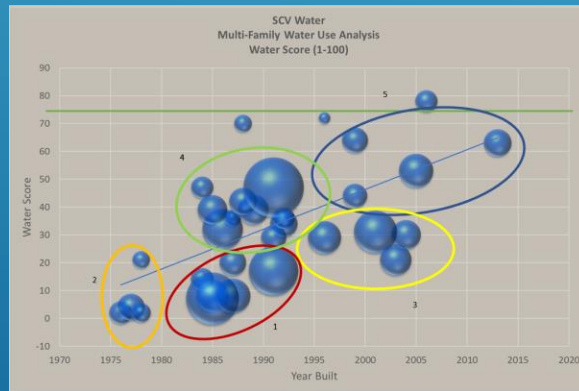 SCV Water
Multi-Family Water Use Analysis
Water Score (1-100)
90
80
70
60
50
40
30
20
10
0
-10
Water Score
1970 1975 1980 1985 1990 1995 2000 2005 2010 2015 2020
Year Built
5
4
2
3
1